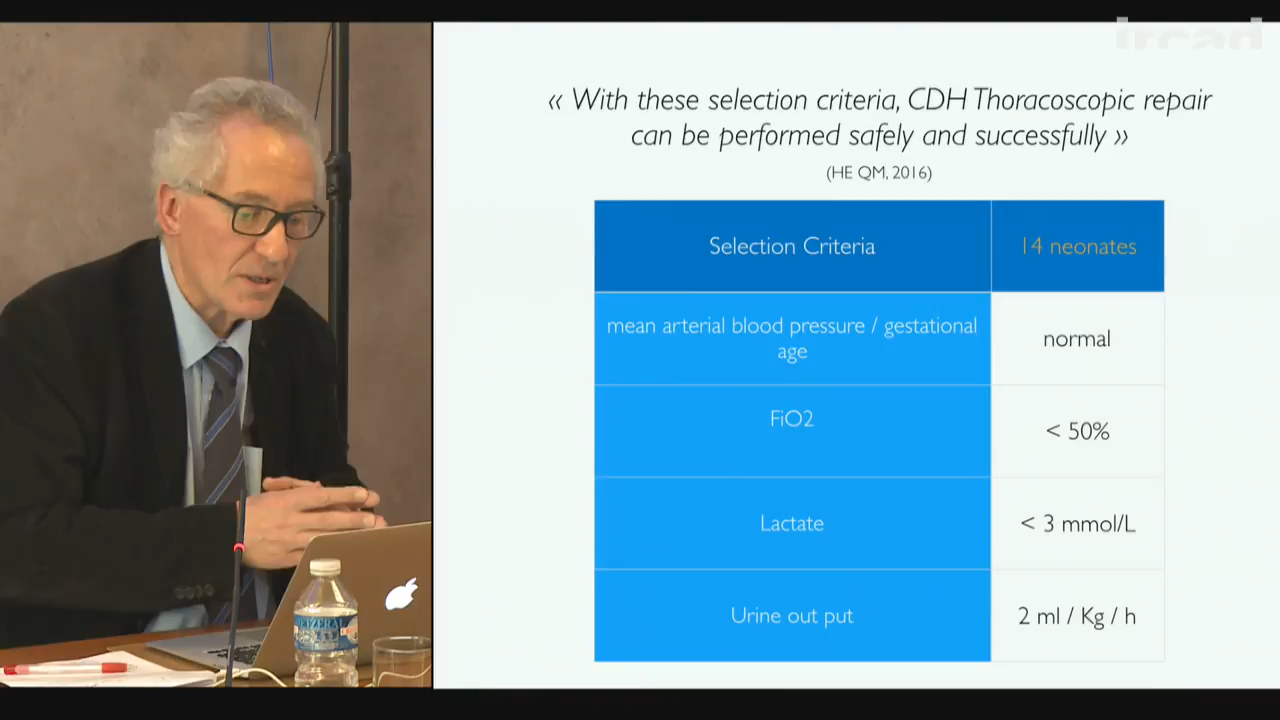 ircad
« With these selection criteria, CDH Thoracoscopic repair
can be performed safely and successfully »
(HE QM, 2016)
Selection Criteria
14 neonates
mean arterial blood pressure / gestational
age
normal
FiO2
< 50%
Lactate
< 3 mmol/L
Urine out put
2 ml / Kg / h